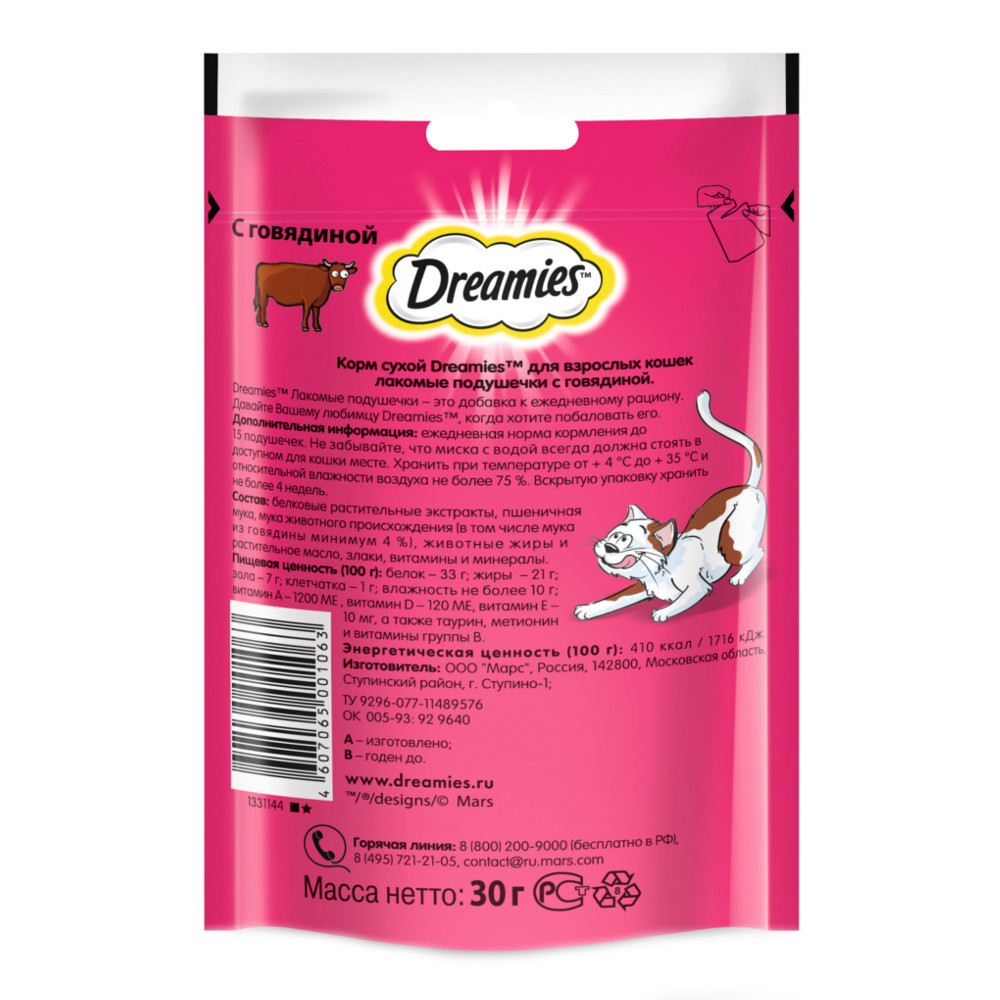 С говядиной
Dreamies™
Корм сухой Dreamies™ для взрослых кошек
лакомые подушечки с говядиной.
Dreamies™ Лакомые подушечки – это добавка к ежедневному рациону.
Давайте Вашему любимцу Dreamies™, когда хотите побаловать его.
Дополнительная информация: ежедневная норма кормления до
15 подушечек. Не забывайте, что миска с водой всегда должна стоять в
доступном для кошки месте. Хранить при температуре от + 4 °C до + 35 °C и
относительной влажности воздуха не более 75 %. Вскрытую упаковку хранить
не более 4 недель.
Состав: белковые растительные экстракты, пшеничная
мука, мука животного происхождения (в том числе мука
из говядины минимум 4 %), животные жиры и
растительное масло, злаки, витамины и минералы.
Пищевая ценность (100 г): белок – 33 г; жиры – 21 г;
зола – 7 г; клетчатка – 1 г; влажность не более 10 г;
витамин А – 1200 МЕ , витамин D – 120 МЕ, витамин Е –
10 мг, а также таурин, метионин
и витамины группы В.
Энергетическая ценность (100 г): 410 ккал / 1716 кДж.
Изготовитель: ООО "Марс", Россия, 142800, Московская область,
Ступинский район, г. Ступино-1;
ТУ 9296-077-11489576
ОК 005-93: 92 9640
А – изготовлено;
В – годен до.
www.dreamies.ru
™/®/designs/© Mars
4 607065 001063
1331144
Горячая линия: 8 (800) 200-9000 (бесплатно в РФ),
8 (495) 721-21-05, contact@ru.mars.com
Масса нетто: 30 г РСТ 8